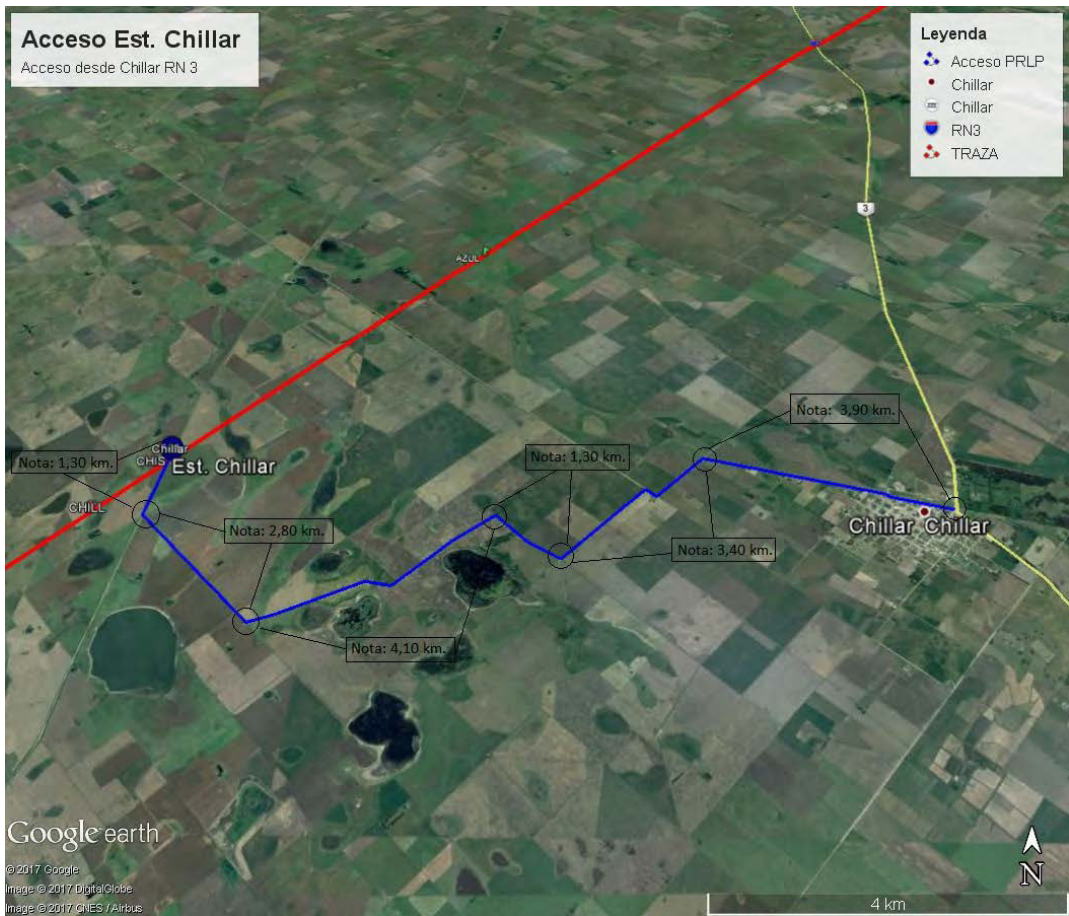 Acceso Est. Chillar
Acceso desde Chillar RN 3
Leyenda
Acceso PRLP
Chillar
Chillar
RN3
TRAZA
3
AZUL
Nota: 3,90 km.
Chillar
CHIS
Est. Chillar
Nota: 1,30 km.
Nota: 1,30 km.
CHILL
Nota: 2,80 km.
Chillar Chillar
Nota: 3,40 km.
Nota: 4,10 km.
Google earth
© 2017 Google
Image © 2017 DigitalGlobe
Image © 2017 CNES / Airbus
N
4 km